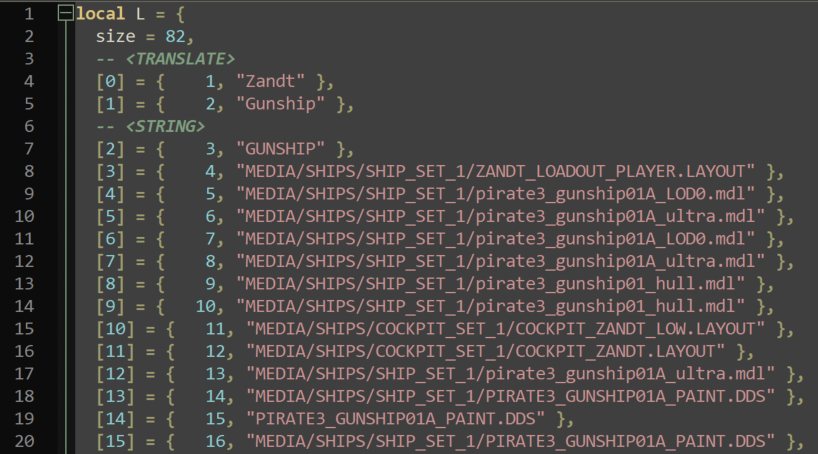 1 local L = {
2 size = 82,
3 -- <TRANSLATE>
4 [0] = { 1, "Zandt" },
5 [1] = { 2, "Gunship" },
6 -- <STRING>
7 [2] = { 3, "GUNSHIP" },
8 [3] = { 4, "MEDIA/SHIPS/SHIP_SET_1/ZANDT_LOADOUT_PLAYER.LAYOUT" },
9 [4] = { 5, "MEDIA/SHIPS/SHIP_SET_1/pirate3_gunship01A_LOD0.mdl" },
10 [5] = { 6, "MEDIA/SHIPS/SHIP_SET_1/pirate3_gunship01A_ultra.mdl" },
11 [6] = { 7, "MEDIA/SHIPS/SHIP_SET_1/pirate3_gunship01A_LOD0.mdl" },
12 [7] = { 8, "MEDIA/SHIPS/SHIP_SET_1/pirate3_gunship01A_ultra.mdl" },
13 [8] = { 9, "MEDIA/SHIPS/SHIP_SET_1/pirate3_gunship01_hull.mdl" },
14 [9] = { 10, "MEDIA/SHIPS/SHIP_SET_1/pirate3_gunship01_hull.mdl" },
15 [10] = { 11, "MEDIA/SHIPS/COCKPIT_SET_1/COCKPIT_ZANDT_LOW.LAYOUT" },
16 [11] = { 12, "MEDIA/SHIPS/COCKPIT_SET_1/COCKPIT_ZANDT.LAYOUT" },
17 [12] = { 13, "MEDIA/SHIPS/SHIP_SET_1/pirate3_gunship01A_ultra.mdl" },
18 [13] = { 14, "MEDIA/SHIPS/SHIP_SET_1/PIRATE3_GUNSHIP01A_PAINT.DDS" },
19 [14] = { 15, "PIRATE3_GUNSHIP01A_PAINT.DDS" },
20 [15] = { 16, "MEDIA/SHIPS/SHIP_SET_1/PIRATE3_GUNSHIP01A_PAINT.DDS" },